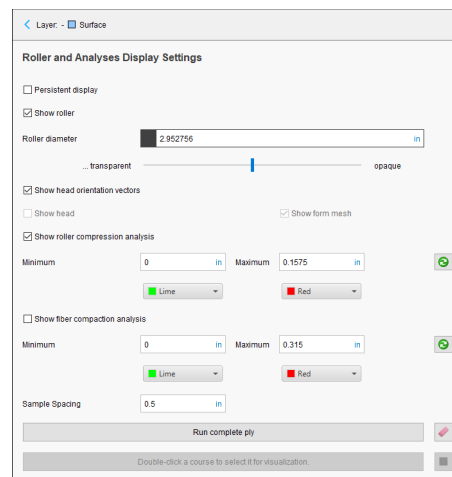 Layer: - Surface
Roller and Analyses Display Settings
Persistent display
Show roller
Roller diameter 2.952756 in
... transparent opaque
Show head orientation vectors
Show head Show form mesh
Show roller compression analysis
Minimum 0 in Maximum 0.1575 in
Lime Red
Show fiber compaction analysis
Minimum 0 in Maximum 0.315 in
Lime Red
Sample Spacing 0.5 in
Run complete ply
Double-click a course to select it for visualization.